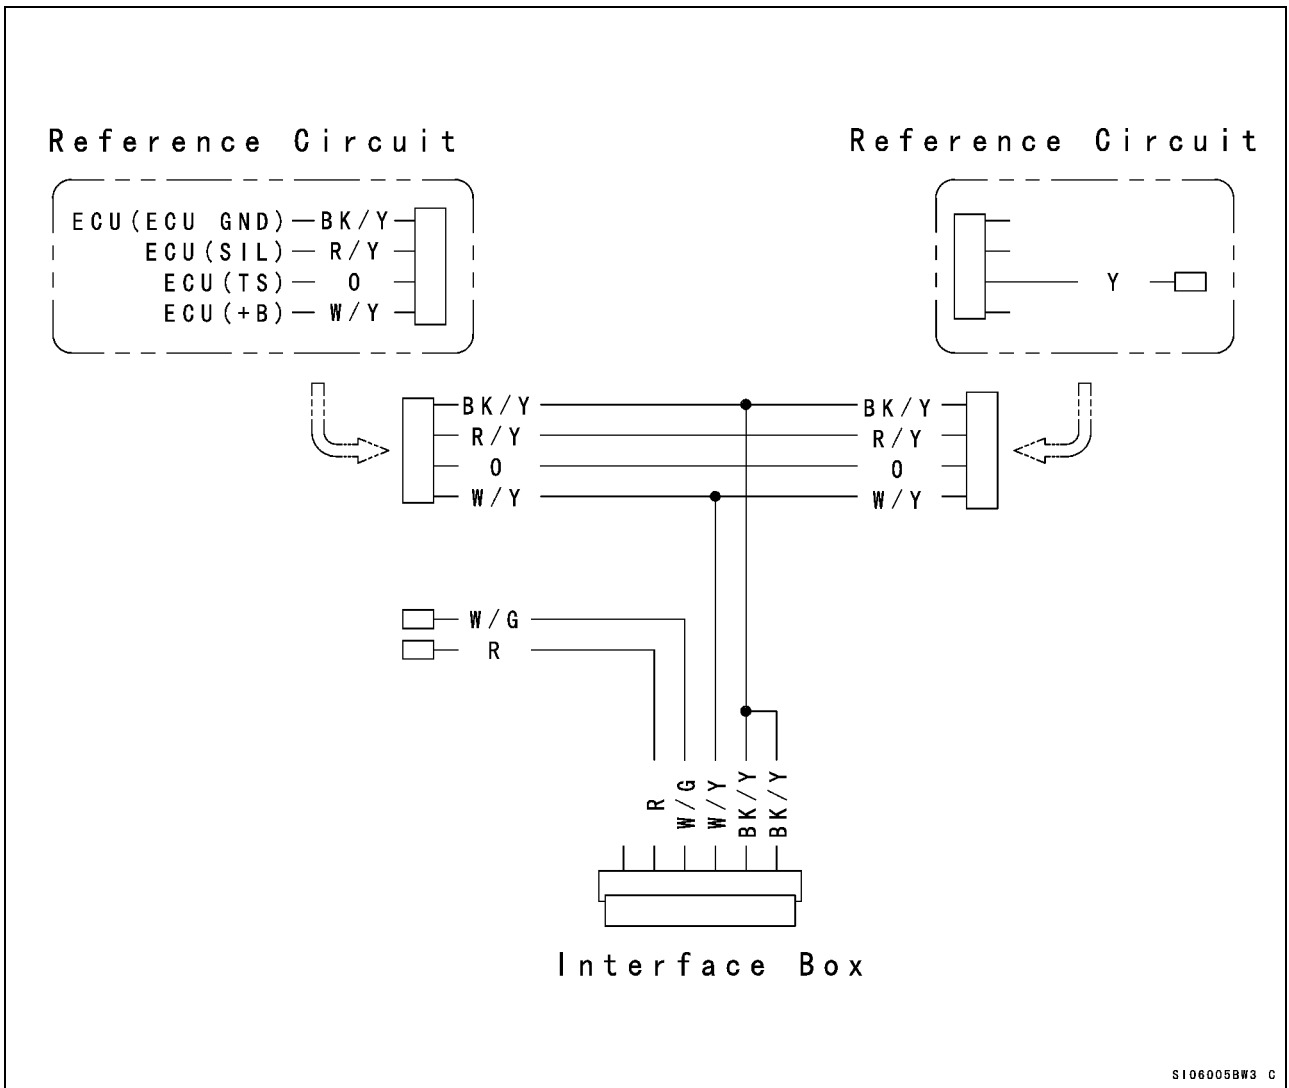 Reference Circuit
Reference Circuit
ECU(ECU GND) BK/Y
ECU(SIL) R/Y
ECU(TS) O
ECU(+B) W/Y
Y
BK/Y BK/Y
R/Y R/Y
O O
W/Y W/Y
W/G
R
R
W/G
W/Y
BK/Y
BK/Y
Interface Box
SI06005BW3 C